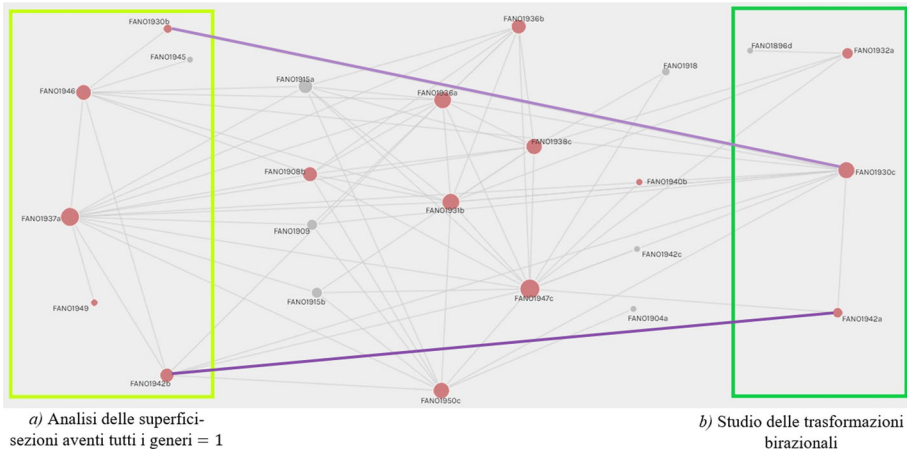 FANO1930b
FANO1936b
FANO1945
FANO1896d
FANO1932a
FANO1918
FANO1915a
FANO1946
FANO1926a
FANO1938c
FANO1908b
FANO1930c
FANO1940b
FANO1937a
FANO1931b
FANO1909
FANO1942c
FANO1949
FANO1915b
FANO1947c
FANO1904a
FANO1942a
FANO1942b
FANO1950c
a) Analisi delle superfici-
sezioni aventi tutti i generi = 1
b) Studio delle trasformazioni
birazionali